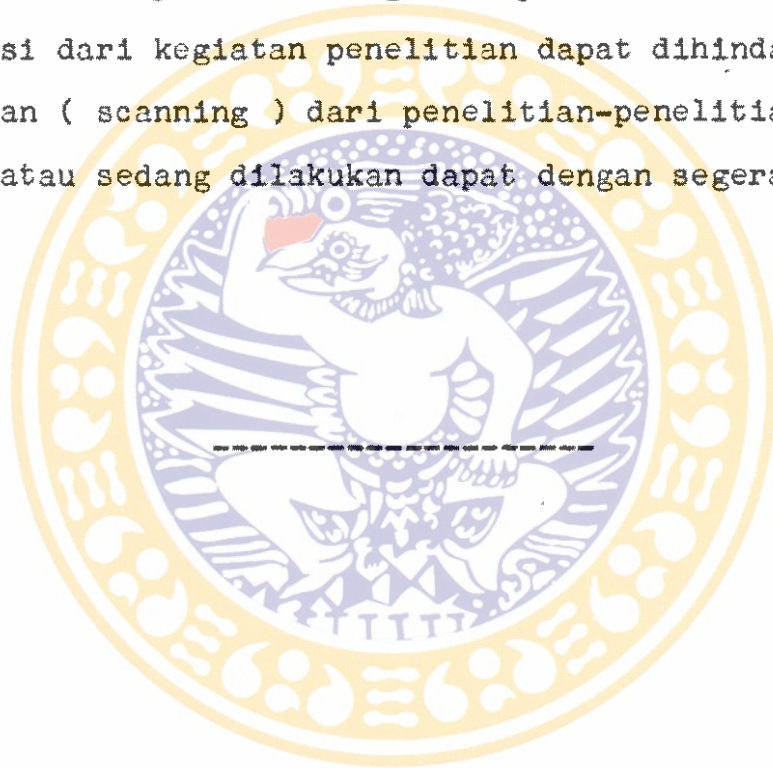 si dari kegiatan penelitian dapat dihinda
an ( scanning ) dari penelitian-penelitia
atau sedang dilakukan dapat dengan segera